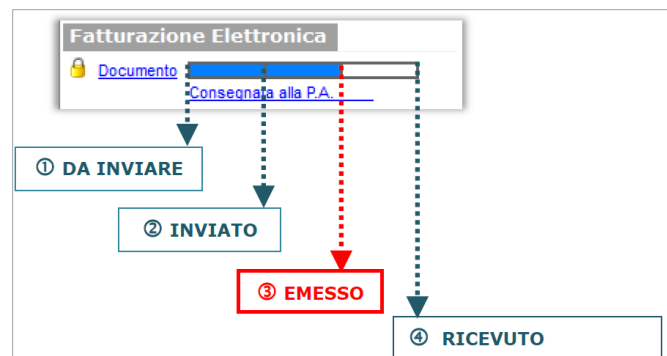 Fatturazione Elettronica
Documento
Consegnata alla P.A.
① DA INVIARE
② INVIATO
③ EMESSO
④ RICEVUTO